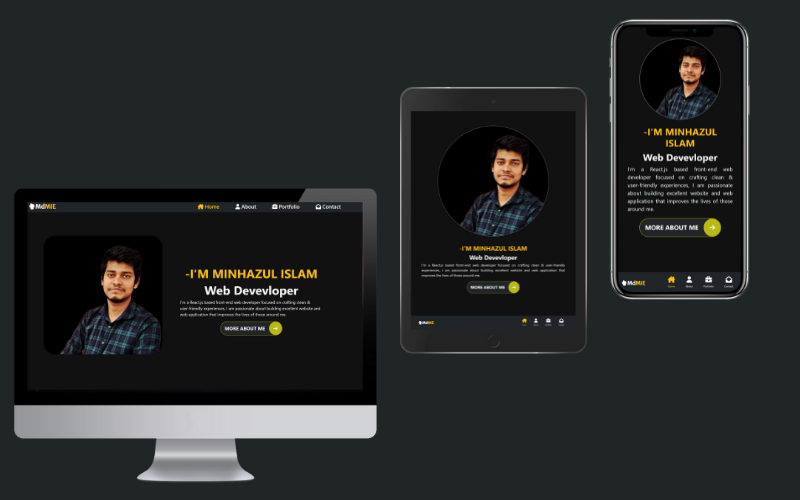 MdMIE
Home
About
Portfolio
Contact
-I'M MINHAZUL ISLAM
Web Devevloper
I'm a React.js based front-end web developer focused on crafting clean &
user-friendly experiences, I am passionate about building excellent website and
web application that improves the lives of those around me.
MORE ABOUT ME
-I'M MINHAZUL ISLAM
Web Devevloper
I'm a React.js based front-end web developer focused on crafting clean & user-friendly
experiences, I am passionate about building excellent website and web application that
improves the lives of those around me.
MORE ABOUT ME
MdMIE
-I'M MINHAZUL
ISLAM
Web Devevloper
I'm a React.js based front-end web
developer focused on crafting clean &
user-friendly experiences, I am passionate
about building excellent website and web
application that improves the lives of those
around me.
MORE ABOUT ME
MdMIE
Home
About
Portfolio
Contact